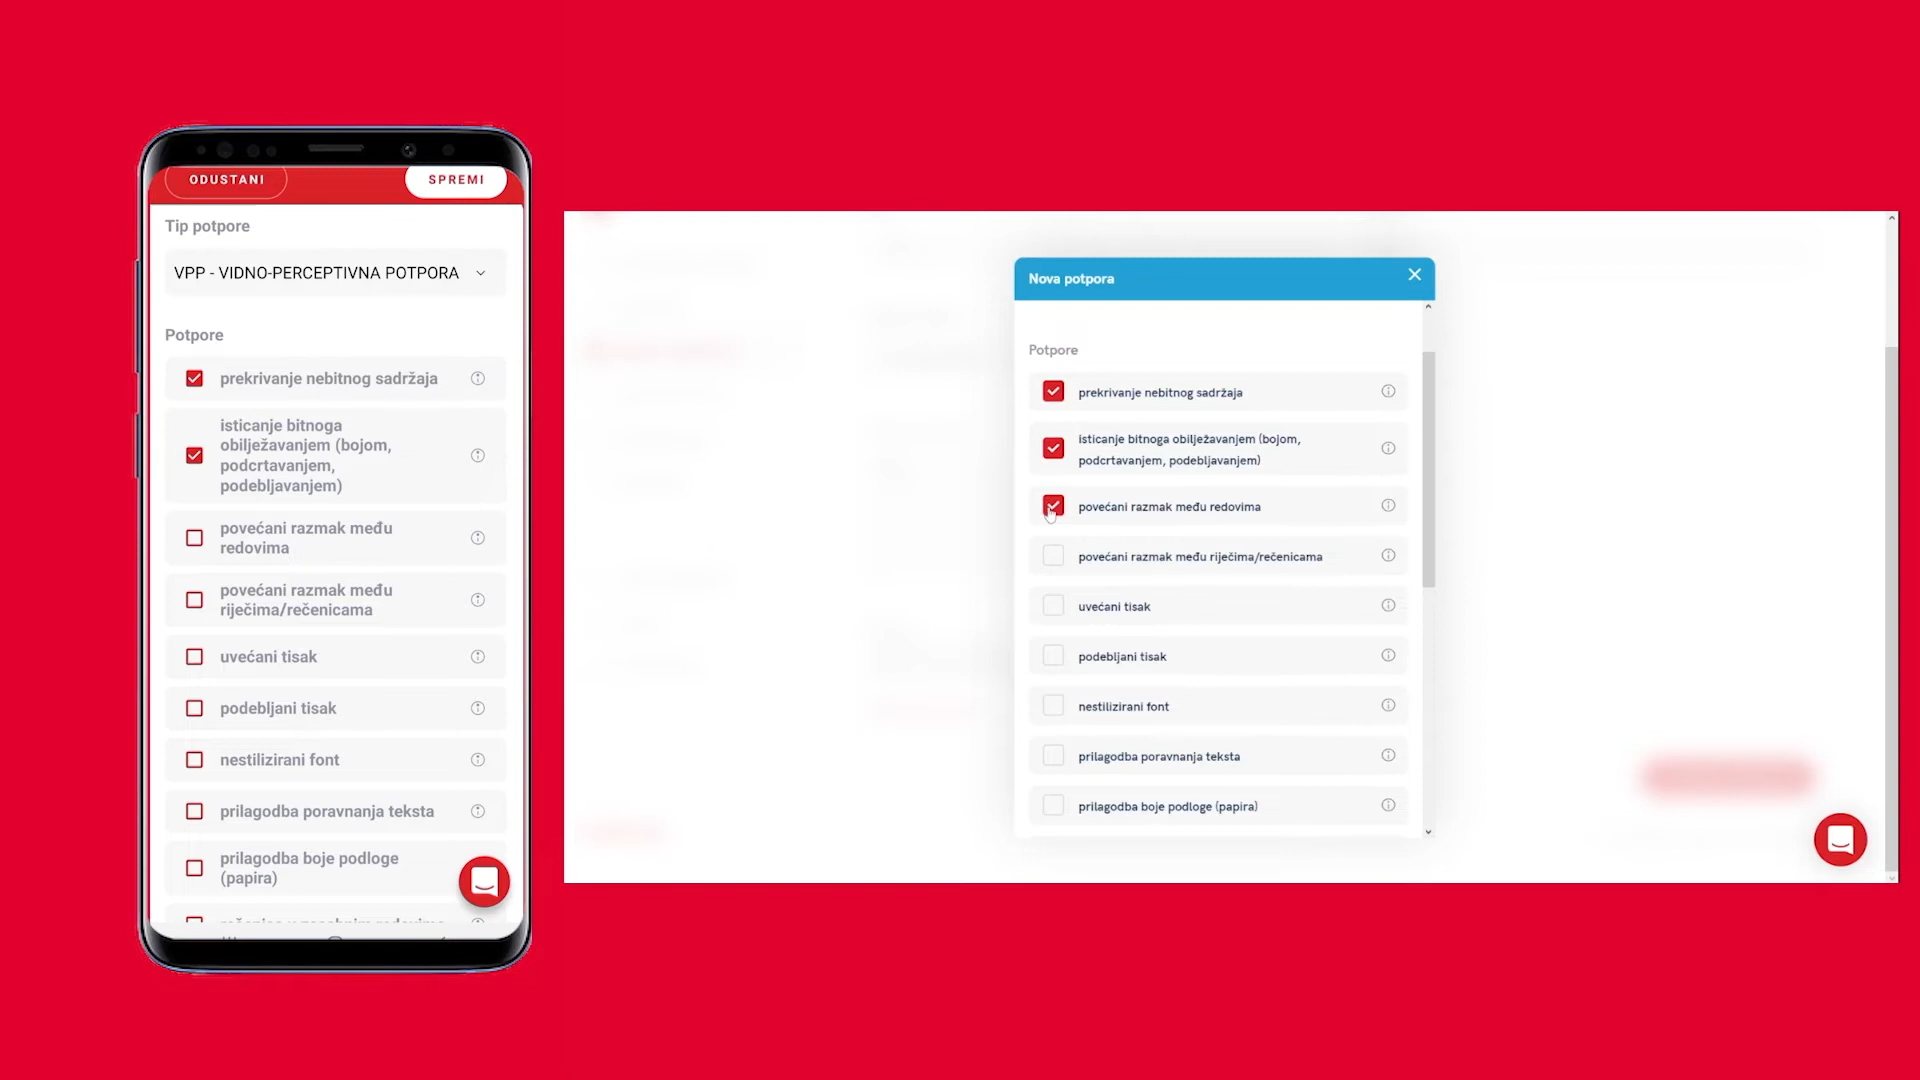 ODUSTANI
SPREMI
Tip potpore
VPP - VIDNO-PERCEPTIVNA POTPORA
Potpore
prekrivanje nebitnog sadržaja
isticanje bitnoga
obilježavanjem (bojom,
podcrtavanjem,
podebljavanjem)
povećani razmak među
redovima
povećani razmak među
riječima/rečenicama
uvećani tisak
podebljani tisak
nestilizirani font
prilagodba poravnanja teksta
prilagodba boje podloge
(papira)
Nova potpora
Potpore
prekrivanje nebitnog sadržaja
isticanje bitnoga obilježavanjem (bojom,
podcrtavanjem, podebljavanjem)
povećani razmak među redovima
povećani razmak među riječima/rečenicama
uvećani tisak
podebljani tisak
nestilizirani font
prilagodba poravnanja teksta
prilagodba boje podloge (papira)